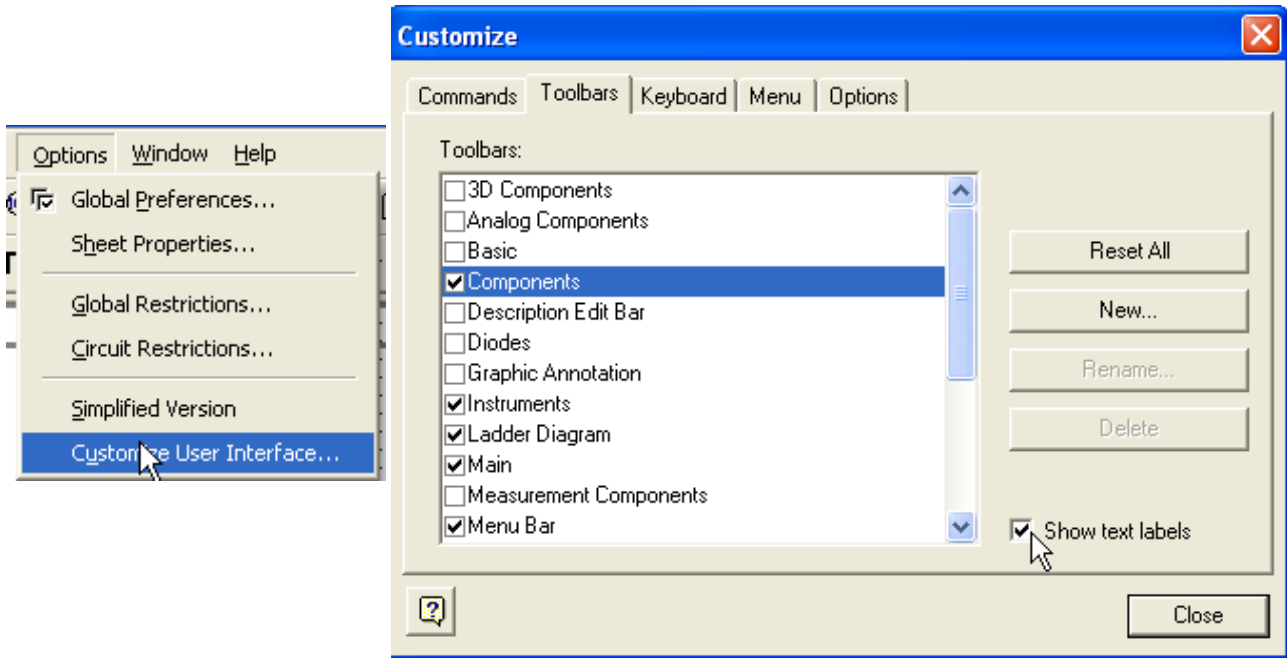 Options Window Help
Global Preferences...
Sheet Properties...
Global Restrictions...
Circuit Restrictions...
Simplified Version
Customize User Interface...
Customize
Commands Toolbars Keyboard Menu Options
Toolbars:
3D Components
Analog Components
Basic
Components
Description Edit Bar
Diodes
Graphic Annotation
Instruments
Ladder Diagram
Main
Measurement Components
Menu Bar
Reset All
New...
Rename...
Delete
Show text labels
Close